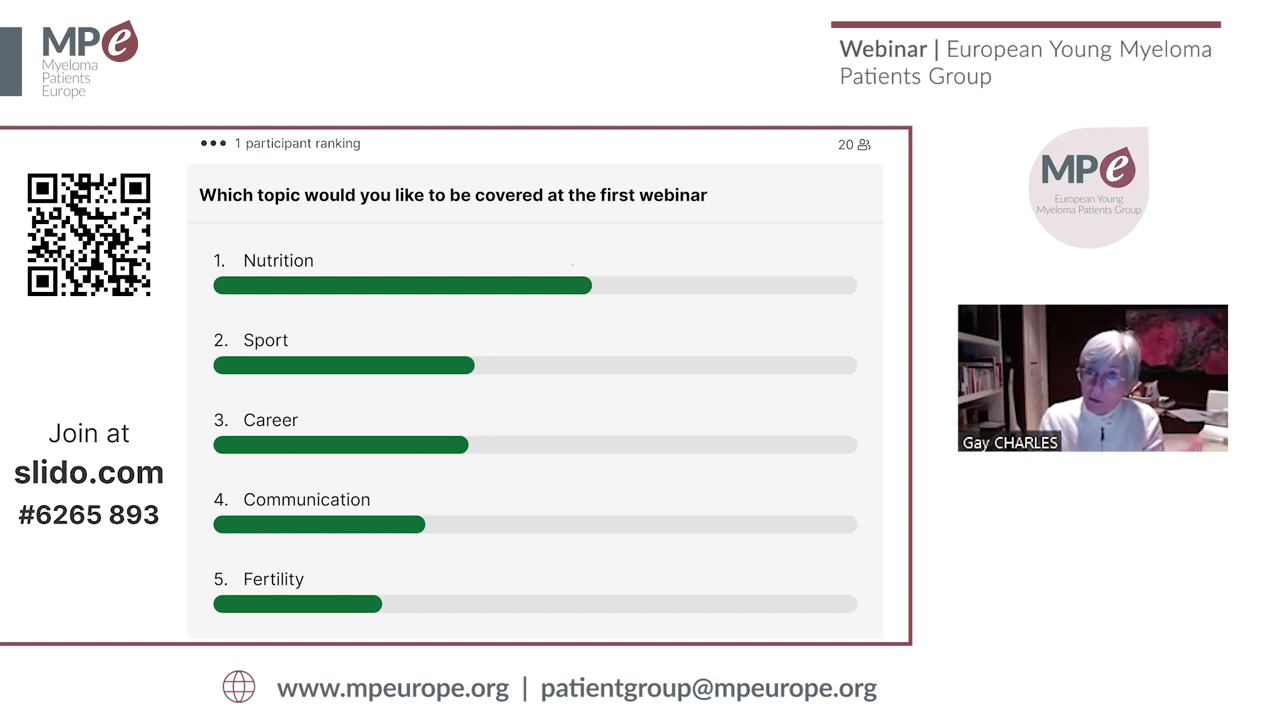 MPe
Myeloma
Patients
Europe
Webinar | European Young Myeloma
Patients Group
1 participant ranking
20
Which topic would you like to be covered at the first webinar
1. Nutrition
2. Sport
3. Career
4. Communication
5. Fertility
Join at
slido.com
#6265 893
MPe
European Young
Myeloma Patients Group
Gay CHARLES
www.mpeurope.org | patientgroup@mpeurope.org